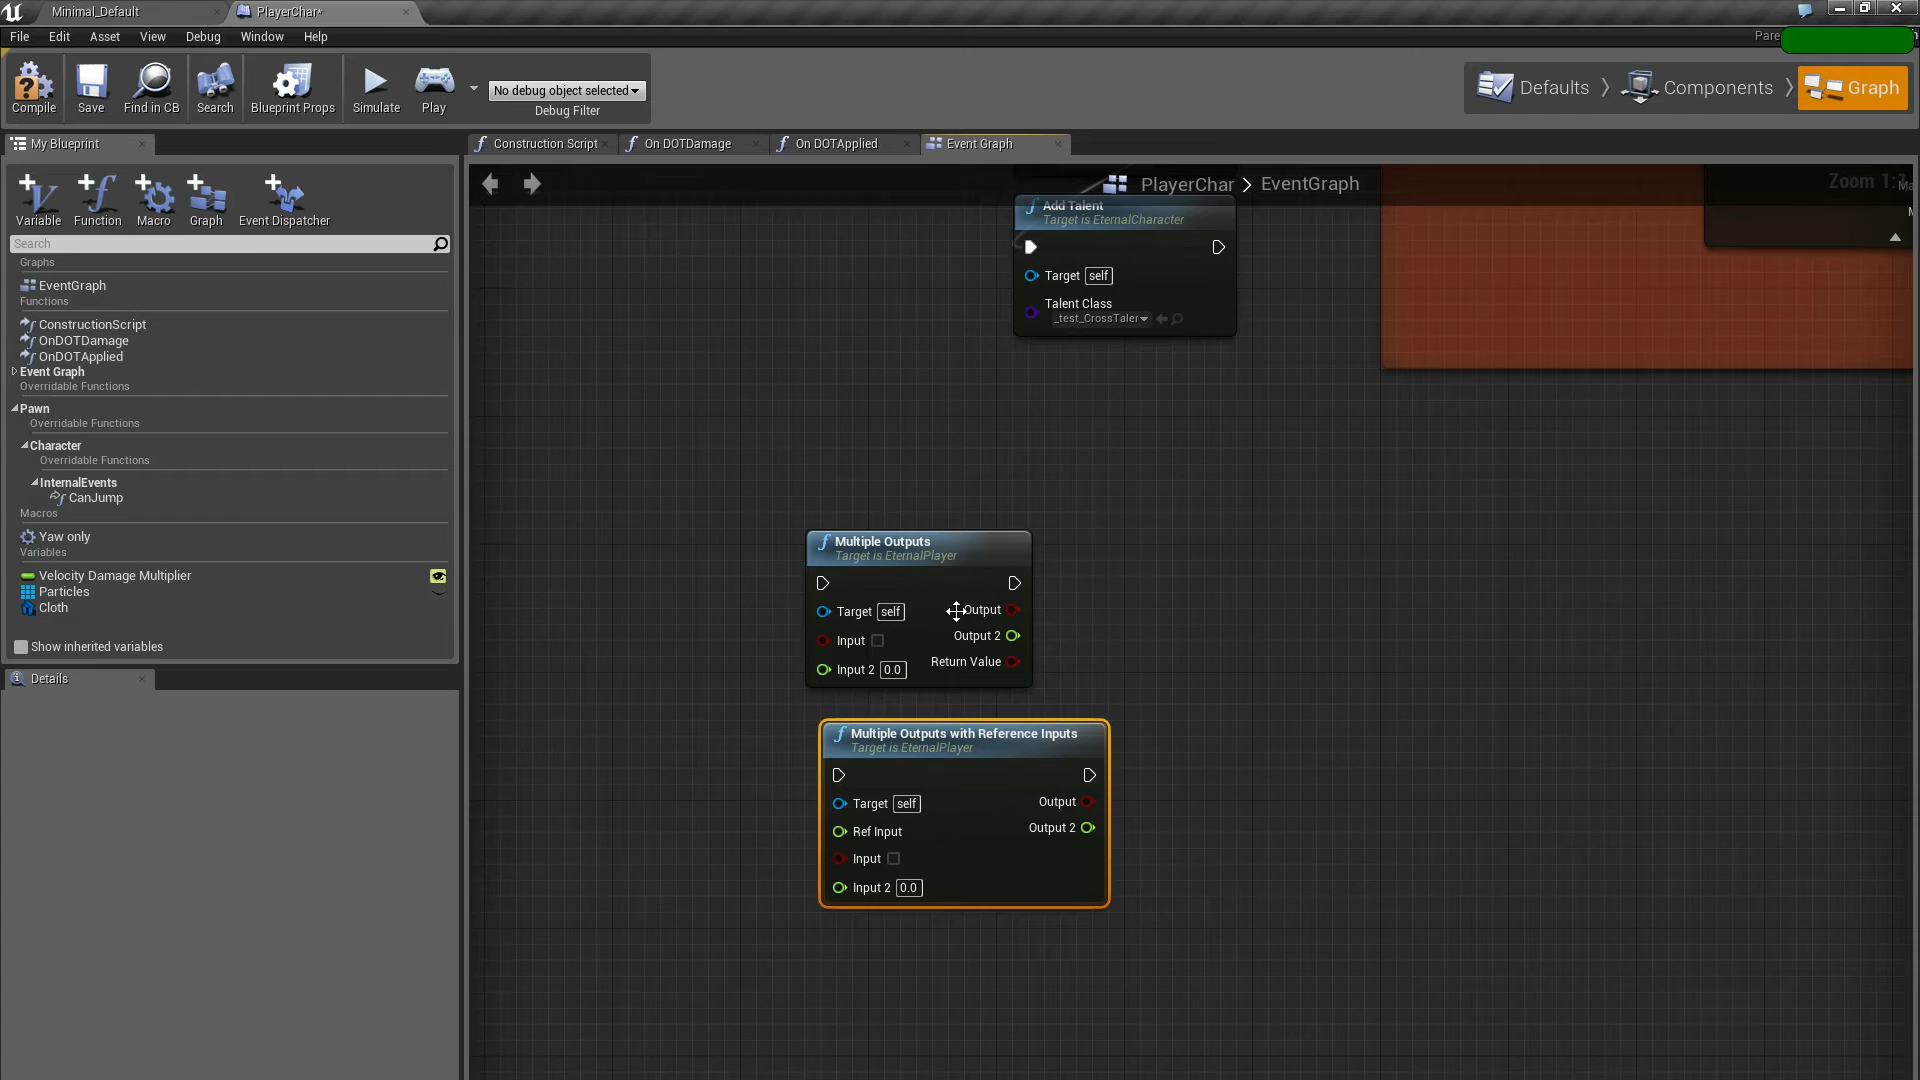 Minimal_Default
PlayerChar*
File Edit Asset View Debug Window Help
Pare
Compile
Save
Find in CB
Search
Blueprint Props
Simulate
Play
No debug object selected
Debug Filter
Defaults
Components
Graph
My Blueprint
Construction Script
On DOTDamage
On DOTApplied
Event Graph
Variable
Function
Macro
Graph
Event Dispatcher
Search
Graphs
EventGraph
Functions
ConstructionScript
OnDOTDamage
OnDOTApplied
Event Graph
Overridable Functions
Pawn
Overridable Functions
Character
Overridable Functions
InternalEvents
CanJump
Macros
Yaw only
Variables
Velocity Damage Multiplier
Particles
Cloth
Show inherited variables
Details
PlayerChar > EventGraph
Zoom 1:1
Add Talent
Target is EternalCharacter
Target self
Talent Class
_test_CrossTaler
Multiple Outputs
Target is EternalPlayer
Target self
Output
Input
Output 2
Input 2 0.0
Return Value
Multiple Outputs with Reference Inputs
Target is EternalPlayer
Target self
Output
Ref Input
Output 2
Input
Input 2 0.0